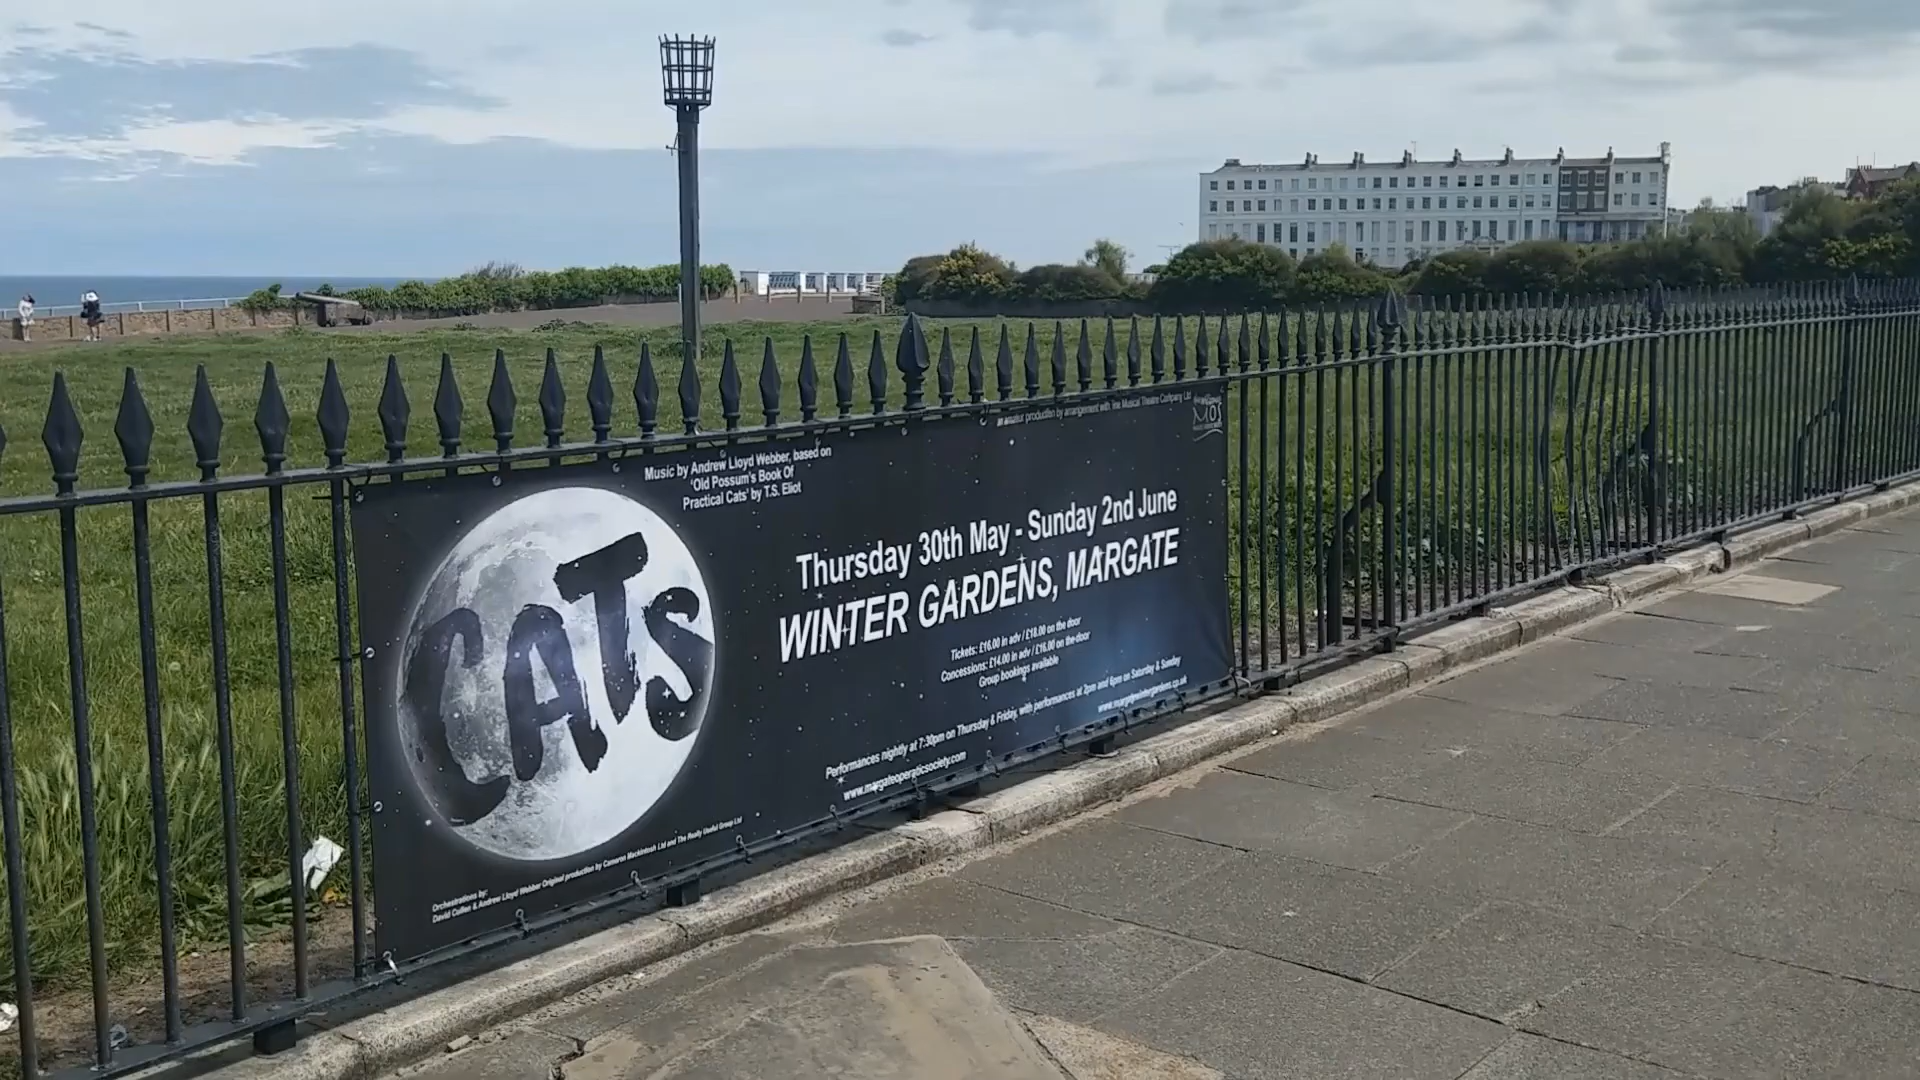 An amateur production by arrangement with The Musical Theatre Company Ltd
MOS
Music by Andrew Lloyd Webber, based on
'Old Possum's Book Of
Practical Cats' by T.S. Eliot
CATS
Thursday 30th May - Sunday 2nd June
WINTER GARDENS, MARGATE
Tickets: £16.00 in adv / £18.00 on the door
Concessions: £14.00 in adv / £16.00 on the door
Group bookings available
Performances nightly at 7:30pm on Thursday & Friday, with performances at 2pm and 6pm on Saturday & Sunday
www.margateoperaticsociety.com
www.margatewintergardens.co.uk
Orchestrations by:
David Cullen & Andrew Lloyd Webber Original production by Cameron Mackintosh Ltd and The Really Useful Group Ltd